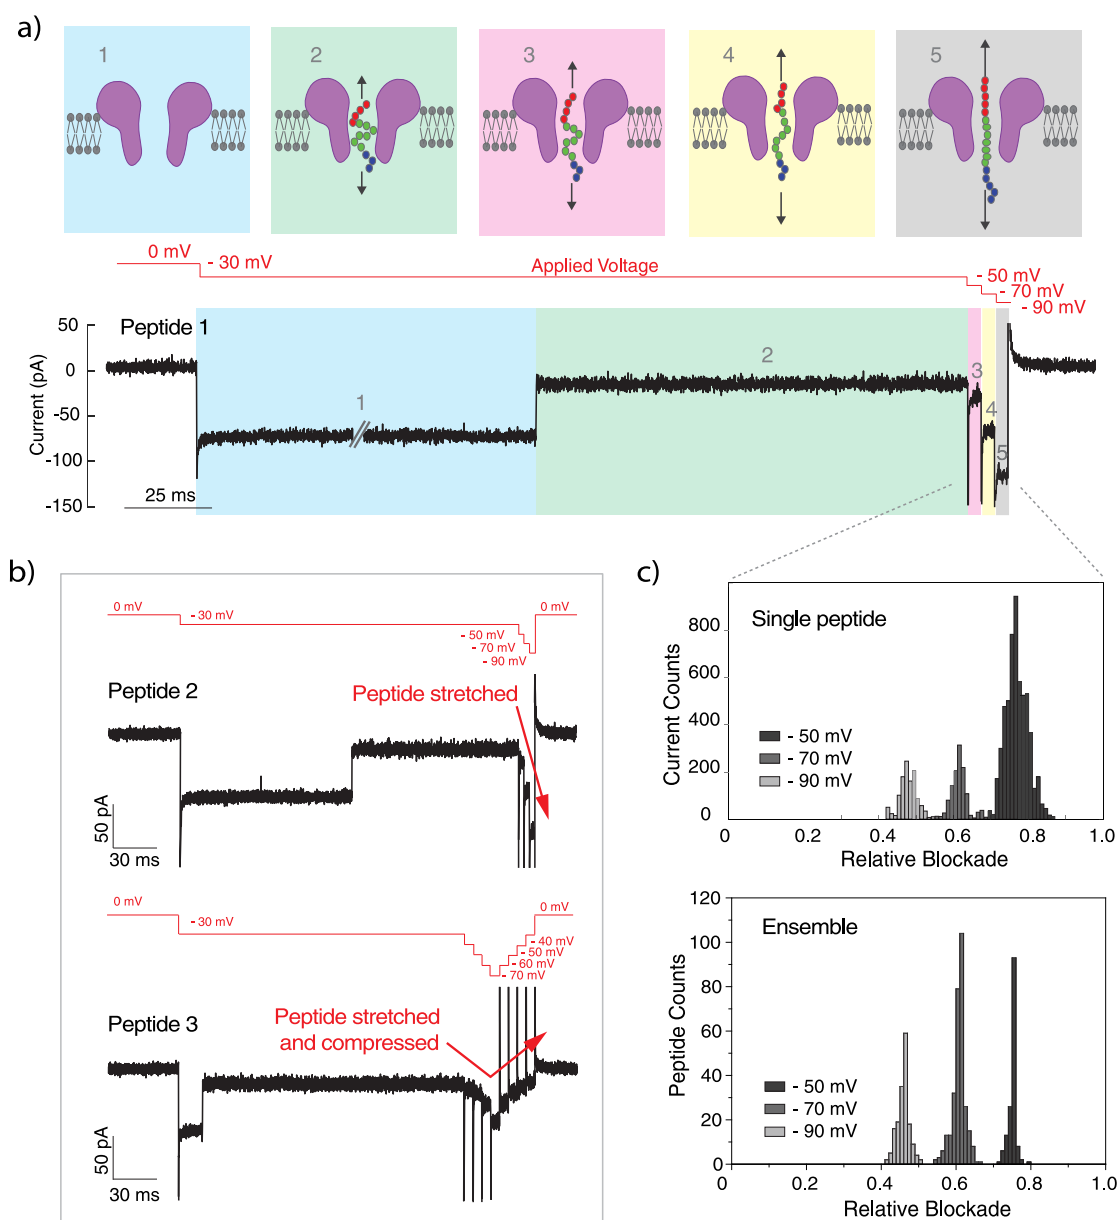 a)
1
2
3
4
5
0 mV
- 30 mV
Applied Voltage
- 50 mV
- 70 mV
- 90 mV
Peptide 1
Current (pA)
50
0
-50
-100
-150
1
2
3
4
5
25 ms
b)
0 mV
- 30 mV
- 50 mV
- 70 mV
- 90 mV
0 mV
Peptide 2
Peptide stretched
50 pA
30 ms
0 mV
- 30 mV
0 mV
- 40 mV
- 50 mV
- 60 mV
- 70 mV
Peptide 3
Peptide stretched
and compressed
50 pA
30 ms
c)
Single peptide
Current Counts
800
600
400
200
0
- 50 mV
- 70 mV
- 90 mV
0 0.2 0.4 0.6 0.8 1.0
Relative Blockade
Ensemble
Peptide Counts
120
100
80
60
40
20
0
- 50 mV
- 70 mV
- 90 mV
0 0.2 0.4 0.6 0.8 1.0
Relative Blockade